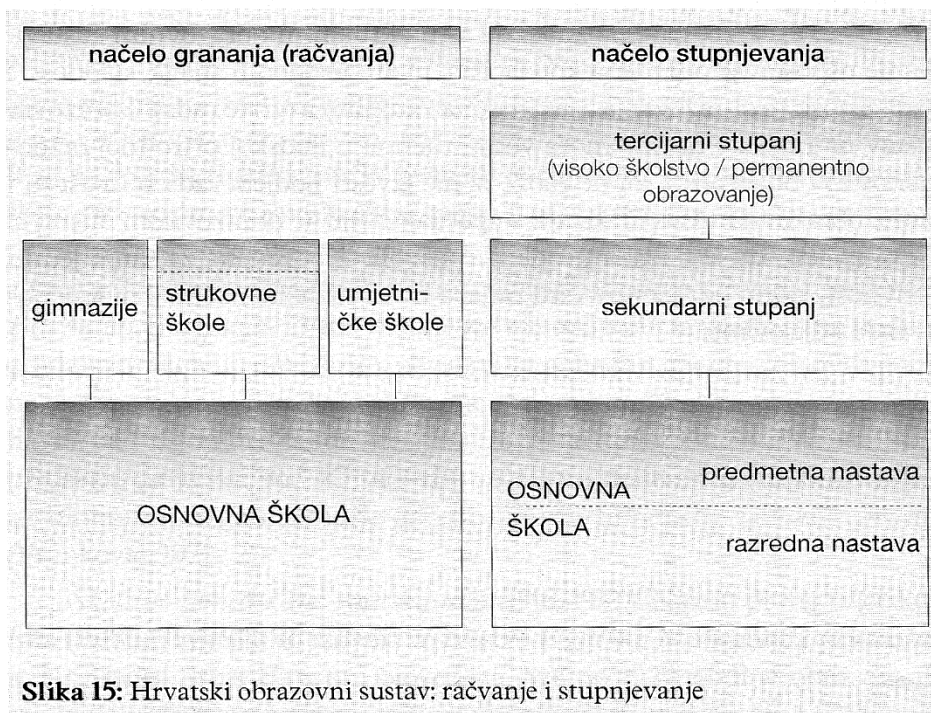 načelo grananja (račvanja)
načelo stupnjevanja
tercijarni stupanj
(visoko školstvo / permanentno
obrazovanje)
gimnazije
strukovne
škole
umjetni-
čke škole
sekundarni stupanj
OSNOVNA ŠKOLA
OSNOVNA
ŠKOLA
predmetna nastava
razredna nastava
Slika 15: Hrvatski obrazovni sustav: račvanje i stupnjevanje